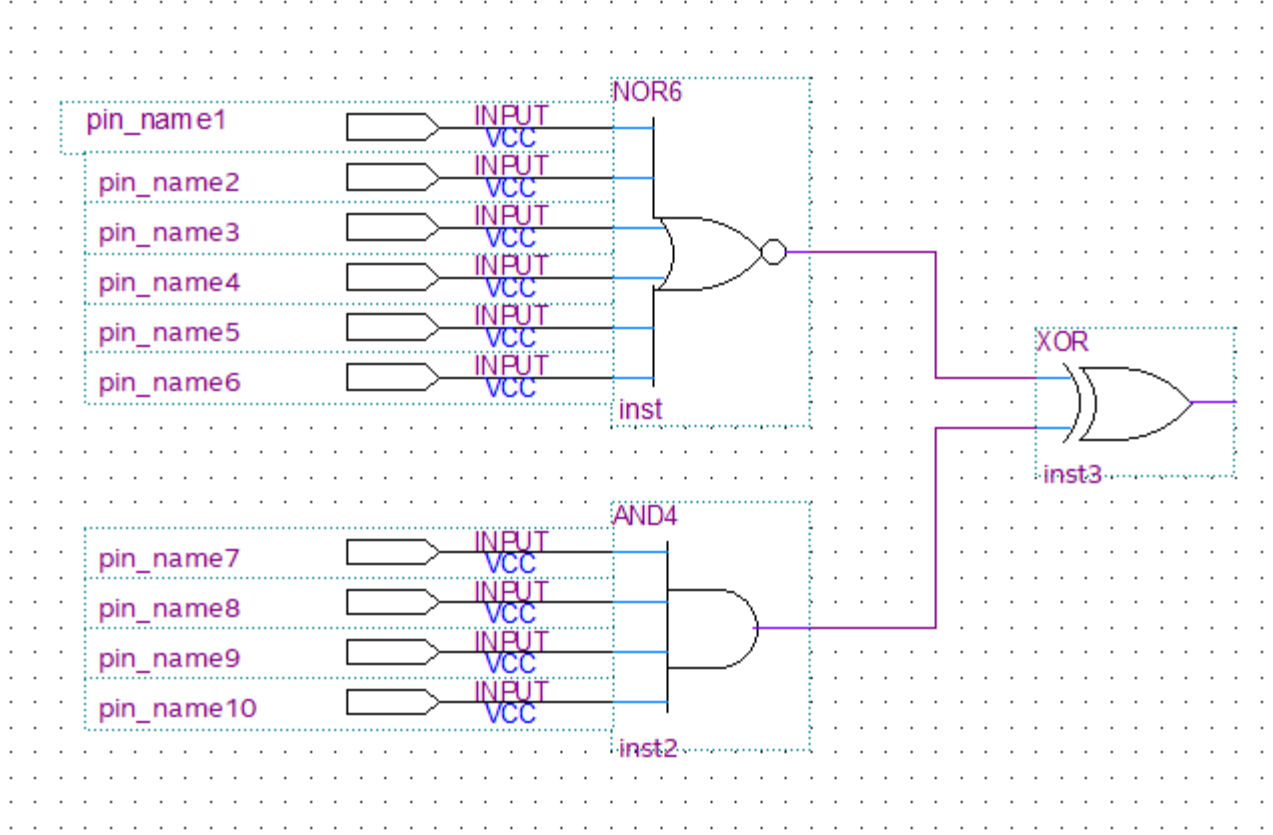 NOR6
pin_name1 INPUT
VCC
pin_name2 INPUT
VCC
pin_name3 INPUT
VCC
pin_name4 INPUT
VCC
pin_name5 INPUT
VCC
pin_name6 INPUT
VCC
inst
XOR
inst3
AND4
pin_name7 INPUT
VCC
pin_name8 INPUT
VCC
pin_name9 INPUT
VCC
pin_name10 INPUT
VCC
inst2